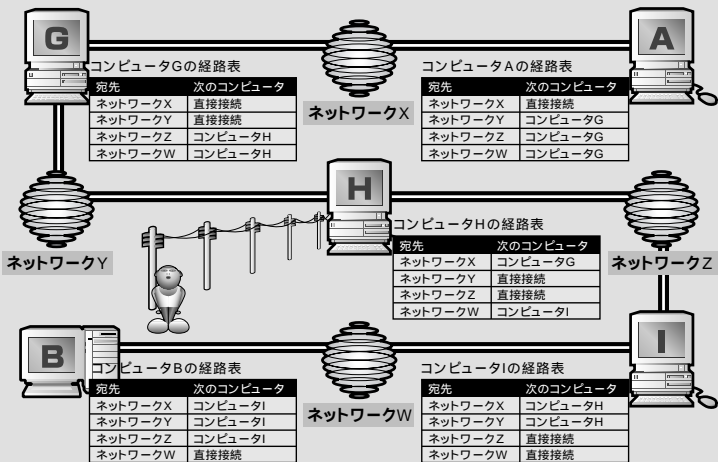 G
A
コンピュータGの経路表
宛先 次のコンピュータ
ネットワークX 直接接続
ネットワークY 直接接続
ネットワークZ コンピュータH
ネットワークW コンピュータH
ネットワークX
コンピュータAの経路表
宛先 次のコンピュータ
ネットワークX 直接接続
ネットワークY コンピュータG
ネットワークZ コンピュータG
ネットワークW コンピュータG
H
ネットワークY
コンピュータHの経路表
宛先 次のコンピュータ
ネットワークX コンピュータG
ネットワークY 直接接続
ネットワークZ 直接接続
ネットワークW コンピュータI
ネットワークZ
B
I
コンピュータBの経路表
宛先 次のコンピュータ
ネットワークX コンピュータI
ネットワークY コンピュータI
ネットワークZ コンピュータI
ネットワークW 直接接続
ネットワークW
コンピュータIの経路表
宛先 次のコンピュータ
ネットワークX コンピュータH
ネットワークY コンピュータH
ネットワークZ 直接接続
ネットワークW 直接接続